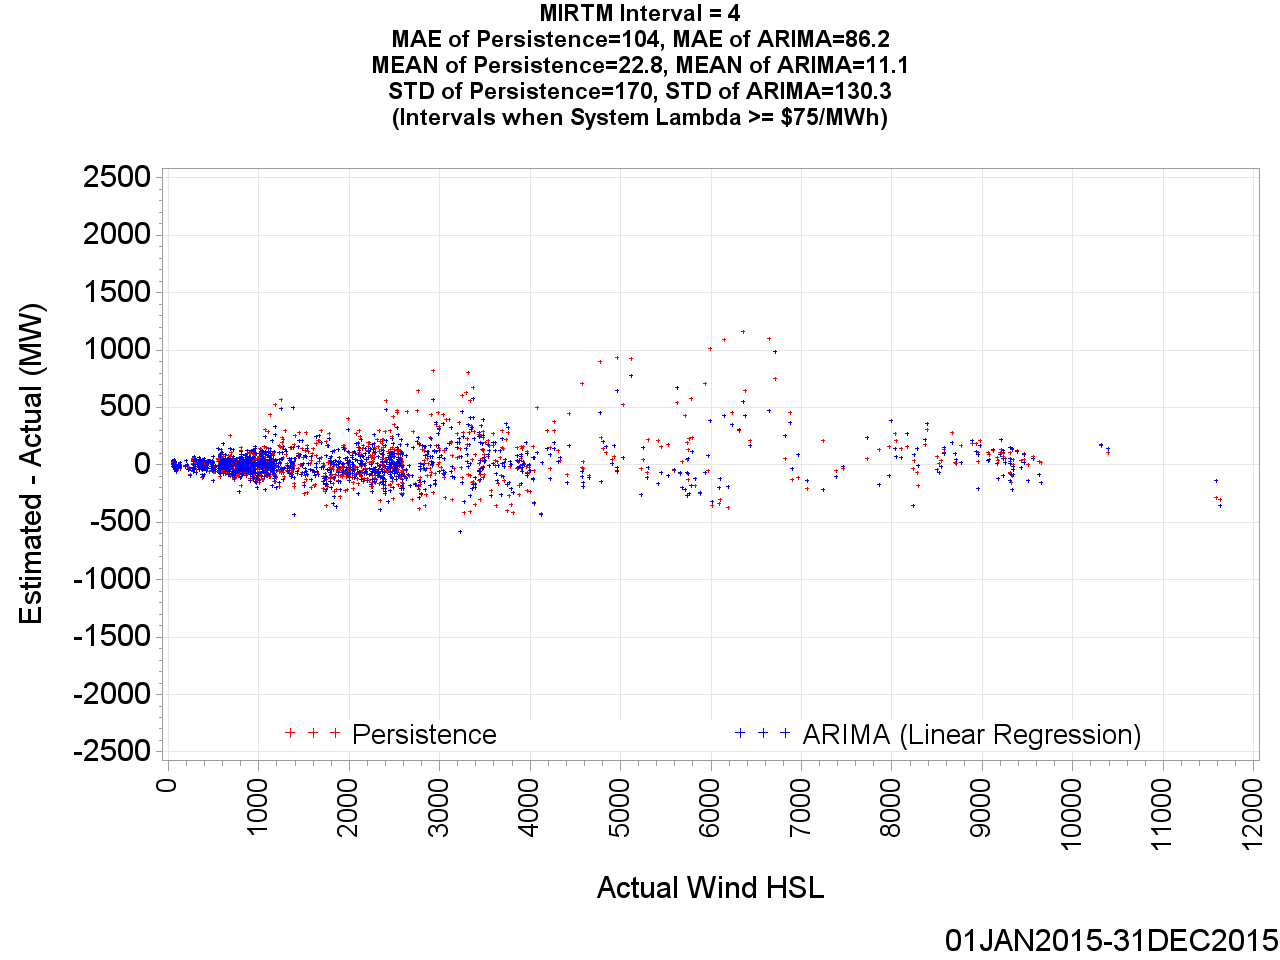 MIRTM Interval = 4
MAE of Persistence=104, MAE of ARIMA=86.2
MEAN of Persistence=22.8, MEAN of ARIMA=11.1
STD of Persistence=170, STD of ARIMA=130.3
(Intervals when System Lambda >= $75/MWh)
Estimated - Actual (MW)
2500
2000
1500
1000
500
0
-500
-1000
-1500
-2000
-2500
Persistence
ARIMA (Linear Regression)
0 1000 2000 3000 4000 5000 6000 7000 8000 9000 10000 11000 12000
Actual Wind HSL
01JAN2015-31DEC2015